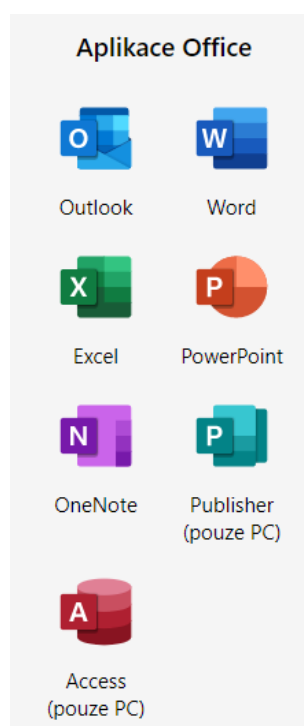 Aplikace Office
O
W
Outlook
Word
X
P
Excel
PowerPoint
N
P
OneNote
Publisher
(pouze PC)
A
Access
(pouze PC)